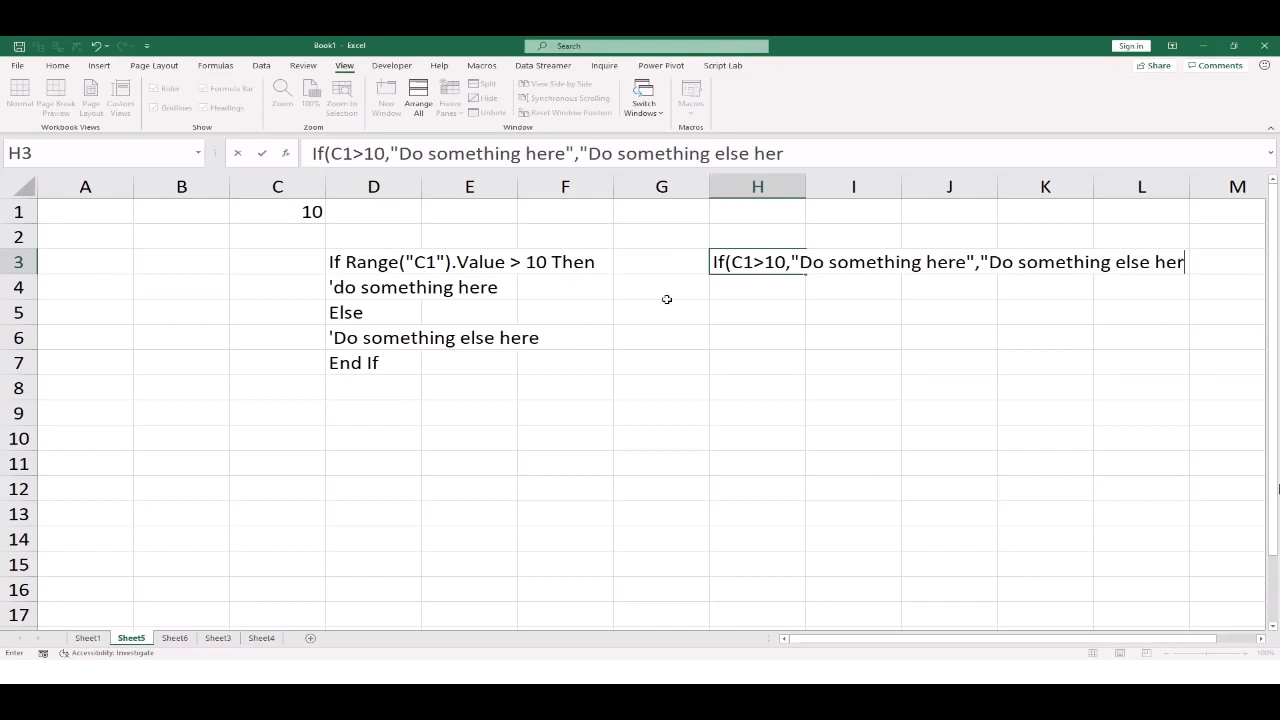 Book1 - Excel
Search
Sign in
File Home Insert Page Layout Formulas Data Review View Developer Help Macros Data Streamer Inquire Power Pivot Script Lab Share Comments
Normal Page Break Preview Page Layout Custom Views
Ruler Formula Bar
Gridlines Headings
Zoom 100% Zoom to Selection
New Window Arrange All Freeze Panes
Split
Hide
Unhide
View Side by Side
Synchronous Scrolling
Reset Window Position
Switch Windows
Macros
Workbook Views Show Zoom Window Macros
H3 fx If(C1>10,"Do something here","Do something else her
A B C D E F G H I J K L M
1 10
2
3 If Range("C1").Value > 10 Then If(C1>10,"Do something here","Do something else her
4 'do something here
5 Else
6 'Do something else here
7 End If
8
9
10
11
12
13
14
15
16
17
Sheet1 Sheet5 Sheet6 Sheet3 Sheet4
Enter Accessibility: Investigate 100%